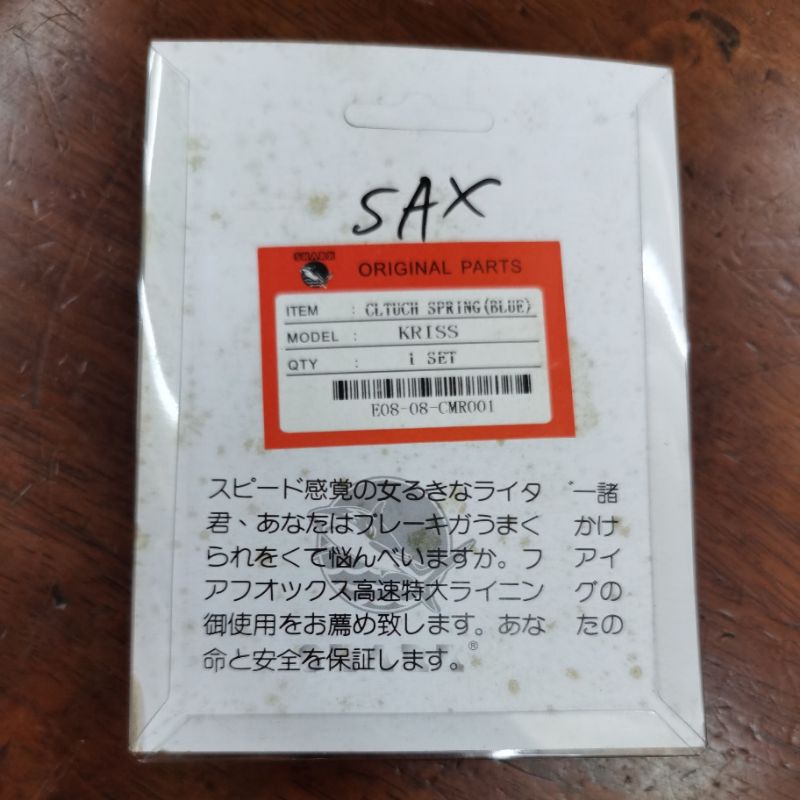 SAX
ORIGINAL PARTS
ITEM : CLTUCH SPRING(BLUE)
MODEL : KRISS
QTY : 1 SET
E08-08-CMR001
スピード感覚の女るきなライタ ゛一諸
君、あなたはブレーキガうまく かけ
られをくて悩んべいますか。フ アイ
アフオックス高速特大ライニン グの
御使用をお薦め致します。あな たの
命と安全を保証します。
®